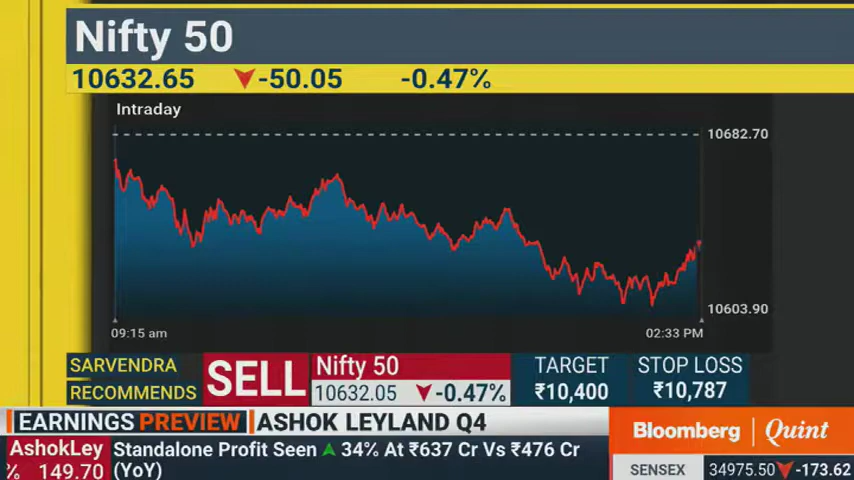 Nifty 50
10632.65 -50.05 -0.47%
Intraday
10682.70
10603.90
09:15 am 02:33 PM
SARVENDRA
RECOMMENDS
SELL
Nifty 50
10632.05 -0.47%
TARGET
₹10,400
STOP LOSS
₹10,787
EARNINGS PREVIEW ASHOK LEYLAND Q4
AshokLey
% 149.70
Standalone Profit Seen ▲ 34% At ₹637 Cr Vs ₹476 Cr
(YoY)
Bloomberg | Quint
SENSEX 34975.50 -173.62